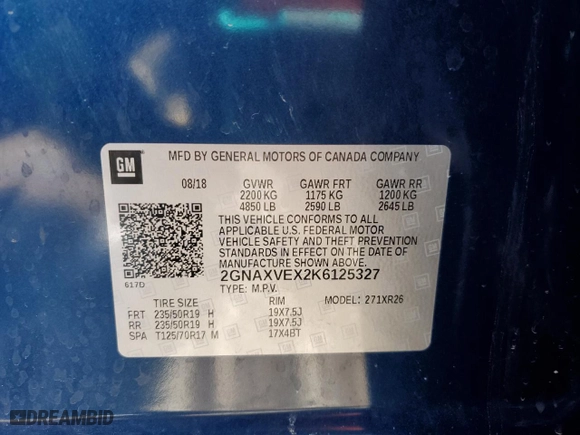 GM
MFD BY GENERAL MOTORS OF CANADA COMPANY
08/18 GVWR GAWR FRT GAWR RR
2200 KG 1175 KG 1200 KG
4850 LB 2590 LB 2645 LB
THIS VEHICLE CONFORMS TO ALL
APPLICABLE U.S. FEDERAL MOTOR
VEHICLE SAFETY AND THEFT PREVENTION
STANDARDS IN EFFECT ON THE DATE OF
MANUFACTURE SHOWN ABOVE.
617D
2GNAXVEX2K6125327
TYPE: M.P.V.
TIRE SIZE RIM MODEL: 271XR26
FRT 235/50R19 H 19X7.5J
RR 235/50R19 H 19X7.5J
SPA T125/70R17 M 17X4BT
DREAMBID